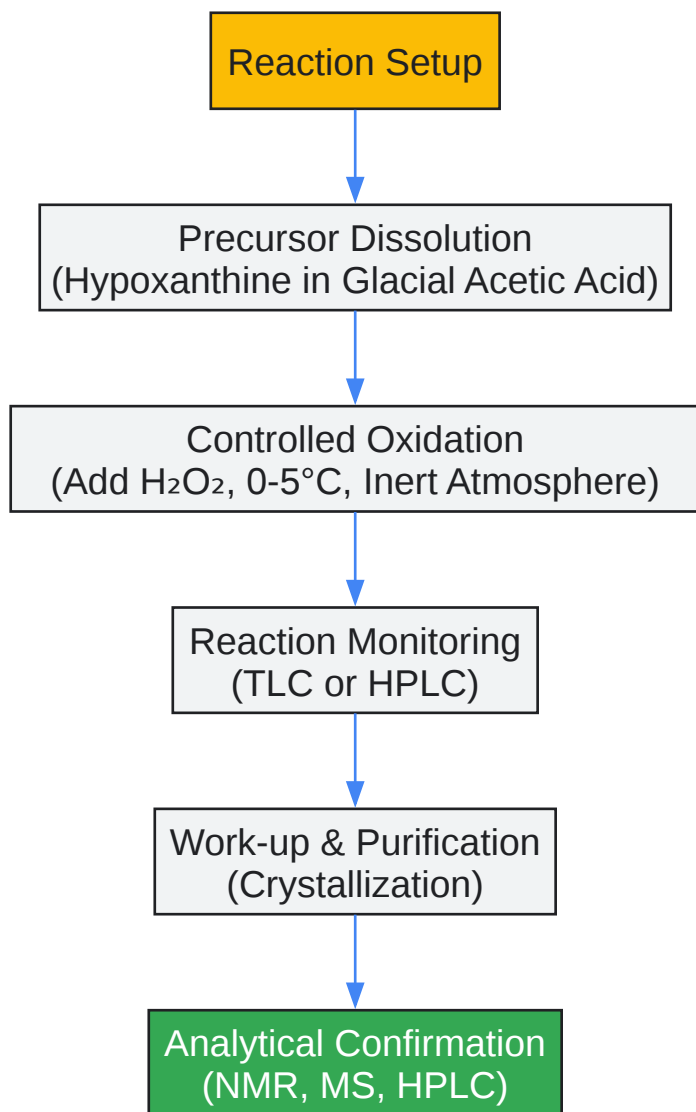 Reaction Setup
Precursor Dissolution
(Hypoxanthine in Glacial Acetic Acid)
Controlled Oxidation
(Add H₂O₂, 0-5°C, Inert Atmosphere)
Reaction Monitoring
(TLC or HPLC)
Work-up & Purification
(Crystallization)
Analytical Confirmation
(NMR, MS, HPLC)